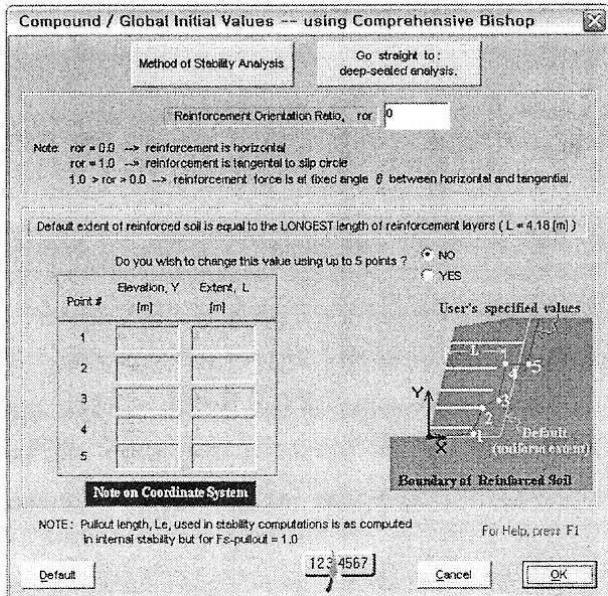 Compound / Global Initial Values -- using Comprehensive Bishop
Method of Stability Analysis
Go straight to :
deep-sealed analysis.
Reinforcement Orientation Ratio, ror 0
Note: ror = 0.0 --> reinforcement is horizontal
ror = 1.0 --> reinforcement is tangental to slip circle
1.0 > ror > 0.0 --> reinforcement force is at fixed angle θ between horizontal and tangential.
Default extent of reinforced soil is equal to the LONGEST length of reinforcement layers ( L = 4.18 [m] )
Do you wish to change this value using up to 5 points ?
NO
YES
Point #
Elevation, Y
[m]
Extent, L
[m]
1
2
3
4
5
Note on Coordinate System
User's specified values
L
Y
X
1
2
3
4
5
Default
(uniform extent)
Boundary of Reinforced Soil
NOTE : Pullout length, Le, used in stability computations is as computed
in internal stability but for Fs-pullout = 1.0
For Help, press F1
Default
123 4567
Cancel
OK